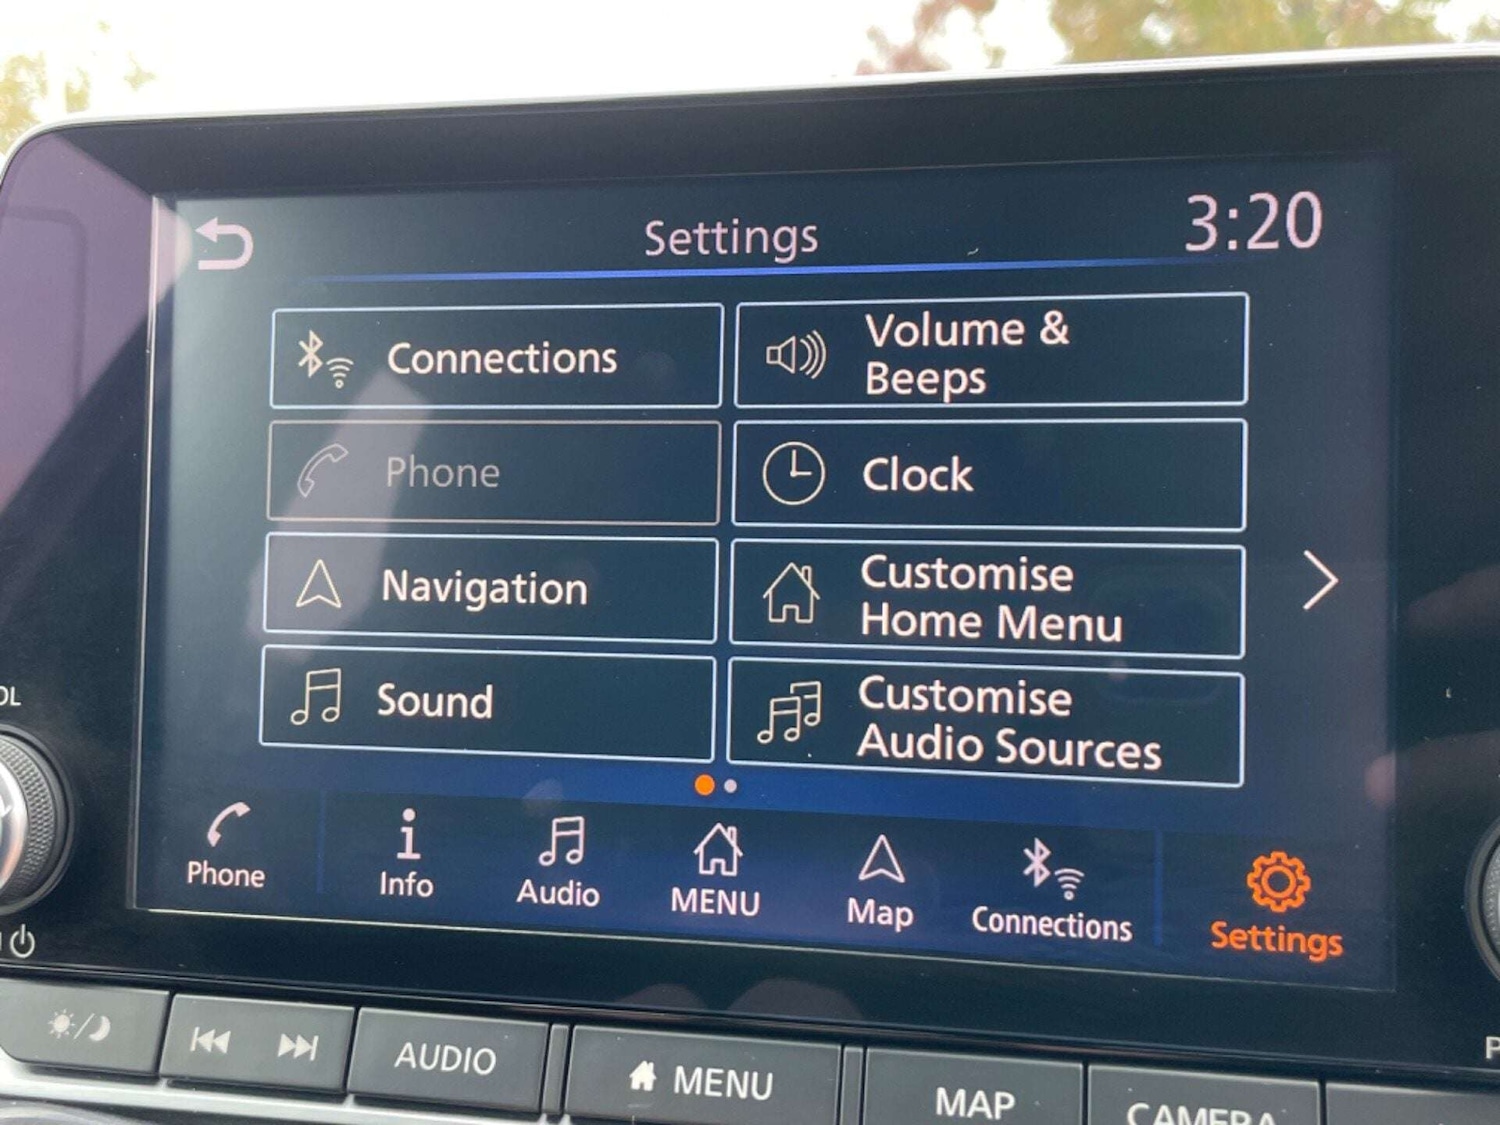 Settings
3:20
Connections
Volume &
Beeps
Phone
Clock
Navigation
Customise
Home Menu
Sound
Customise
Audio Sources
Phone
Info
Audio
MENU
Map
Connections
Settings
AUDIO
MENU
MAP
CAMERA